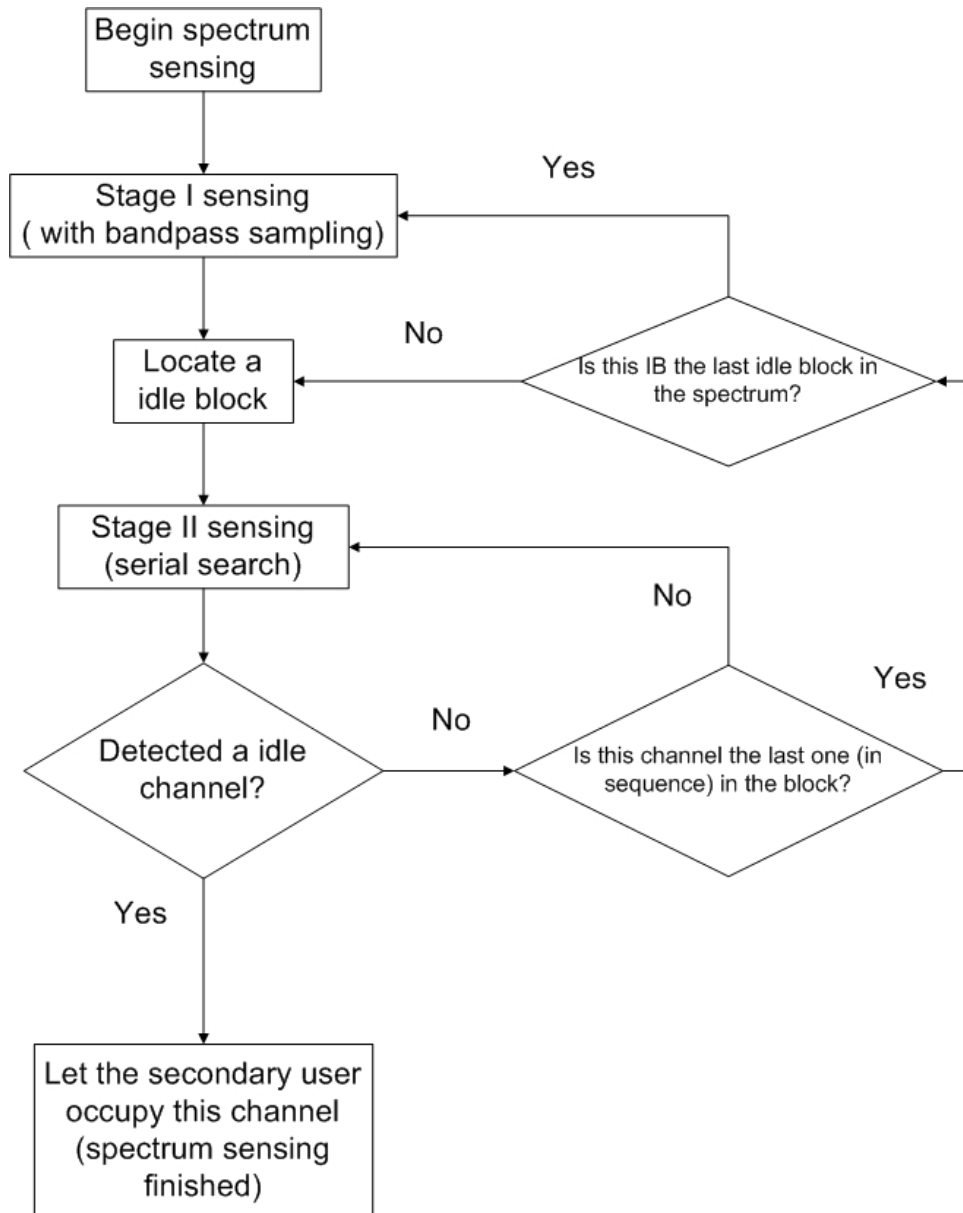 Begin spectrum
sensing
Yes
Stage I sensing
( with bandpass sampling)
No
Locate a
idle block
Is this IB the last idle block in
the spectrum?
Stage II sensing
(serial search)
No
Yes
No
Detected a idle
channel?
Is this channel the last one (in
sequence) in the block?
Yes
Let the secondary user
occupy this channel
(spectrum sensing
finished)